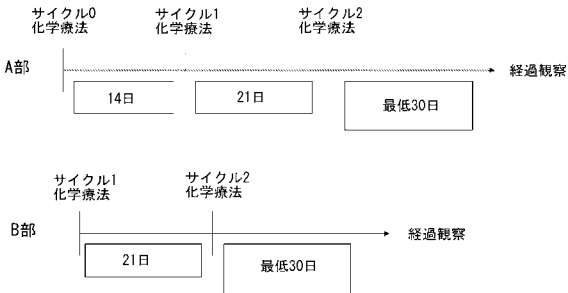 サイクル0 サイクル1 サイクル2
化学療法 化学療法 化学療法
A部 経過観察
14日 21日 最低30日
サイクル1 サイクル2
化学療法 化学療法
B部 経過観察
21日 最低30日